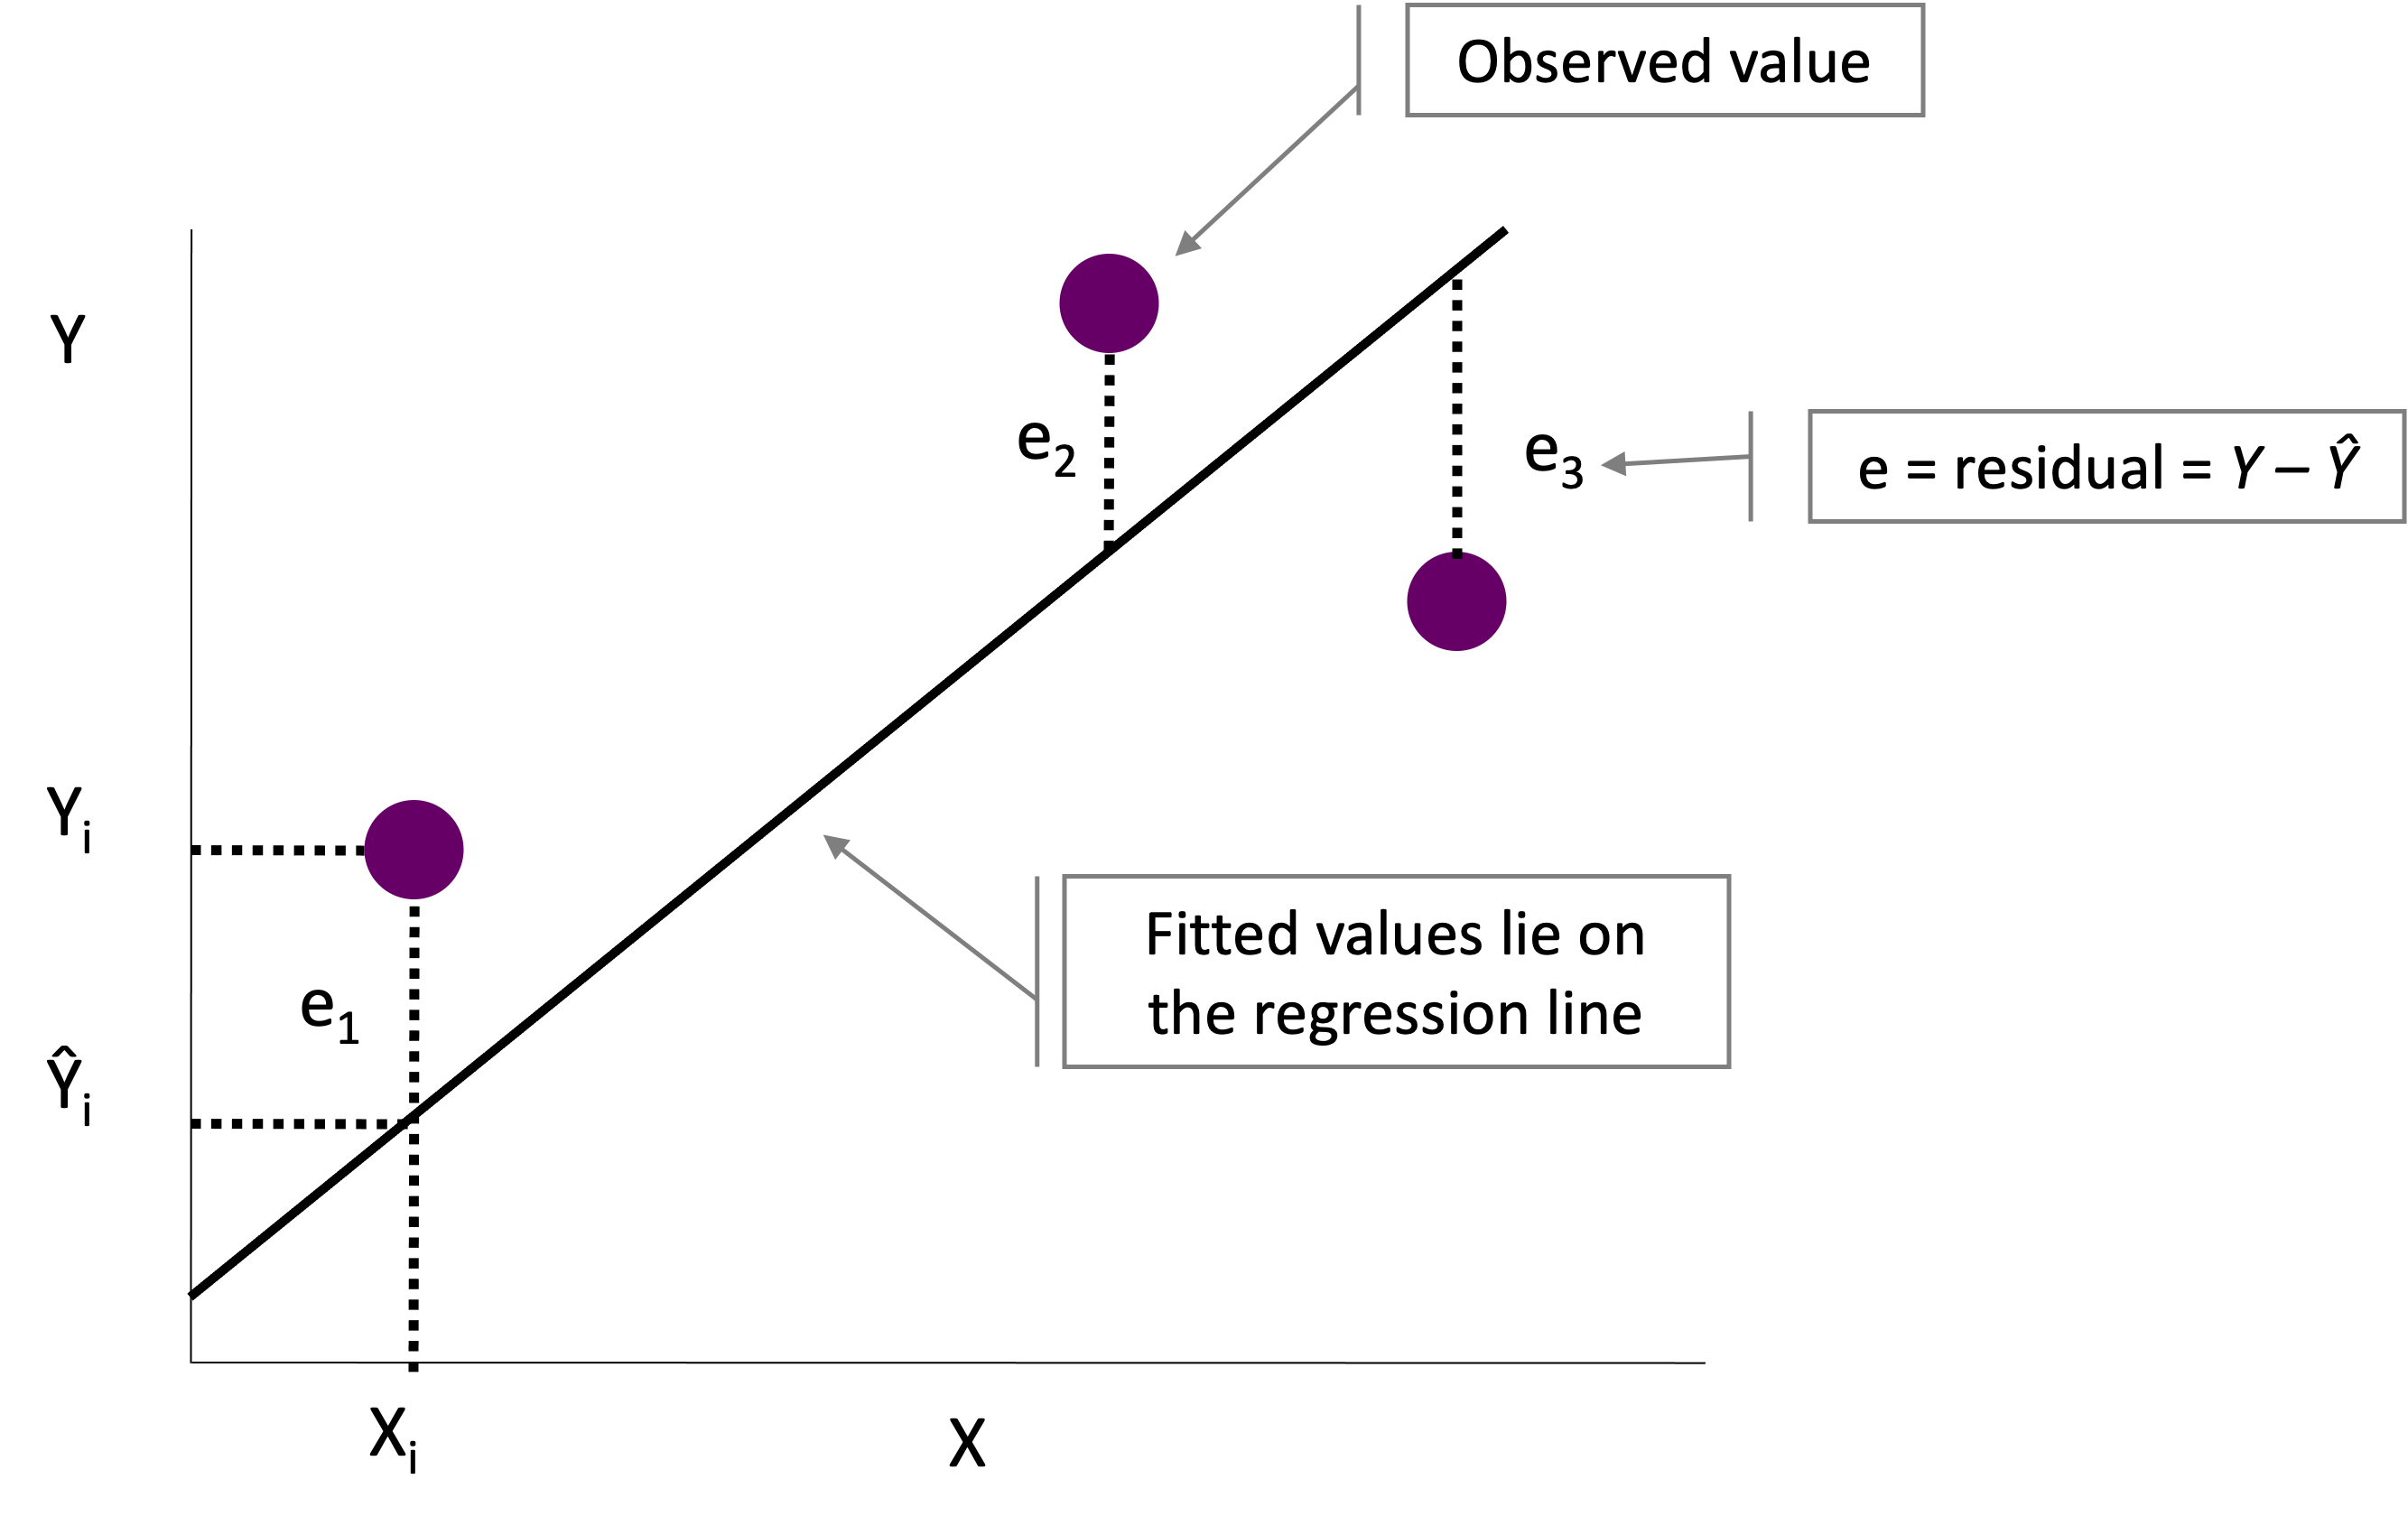 Observed value
Y
e2
e3
e = residual = Y – Ŷ
Yi
Fitted values lie on
the regression line
e1
Ŷi
Xi
X